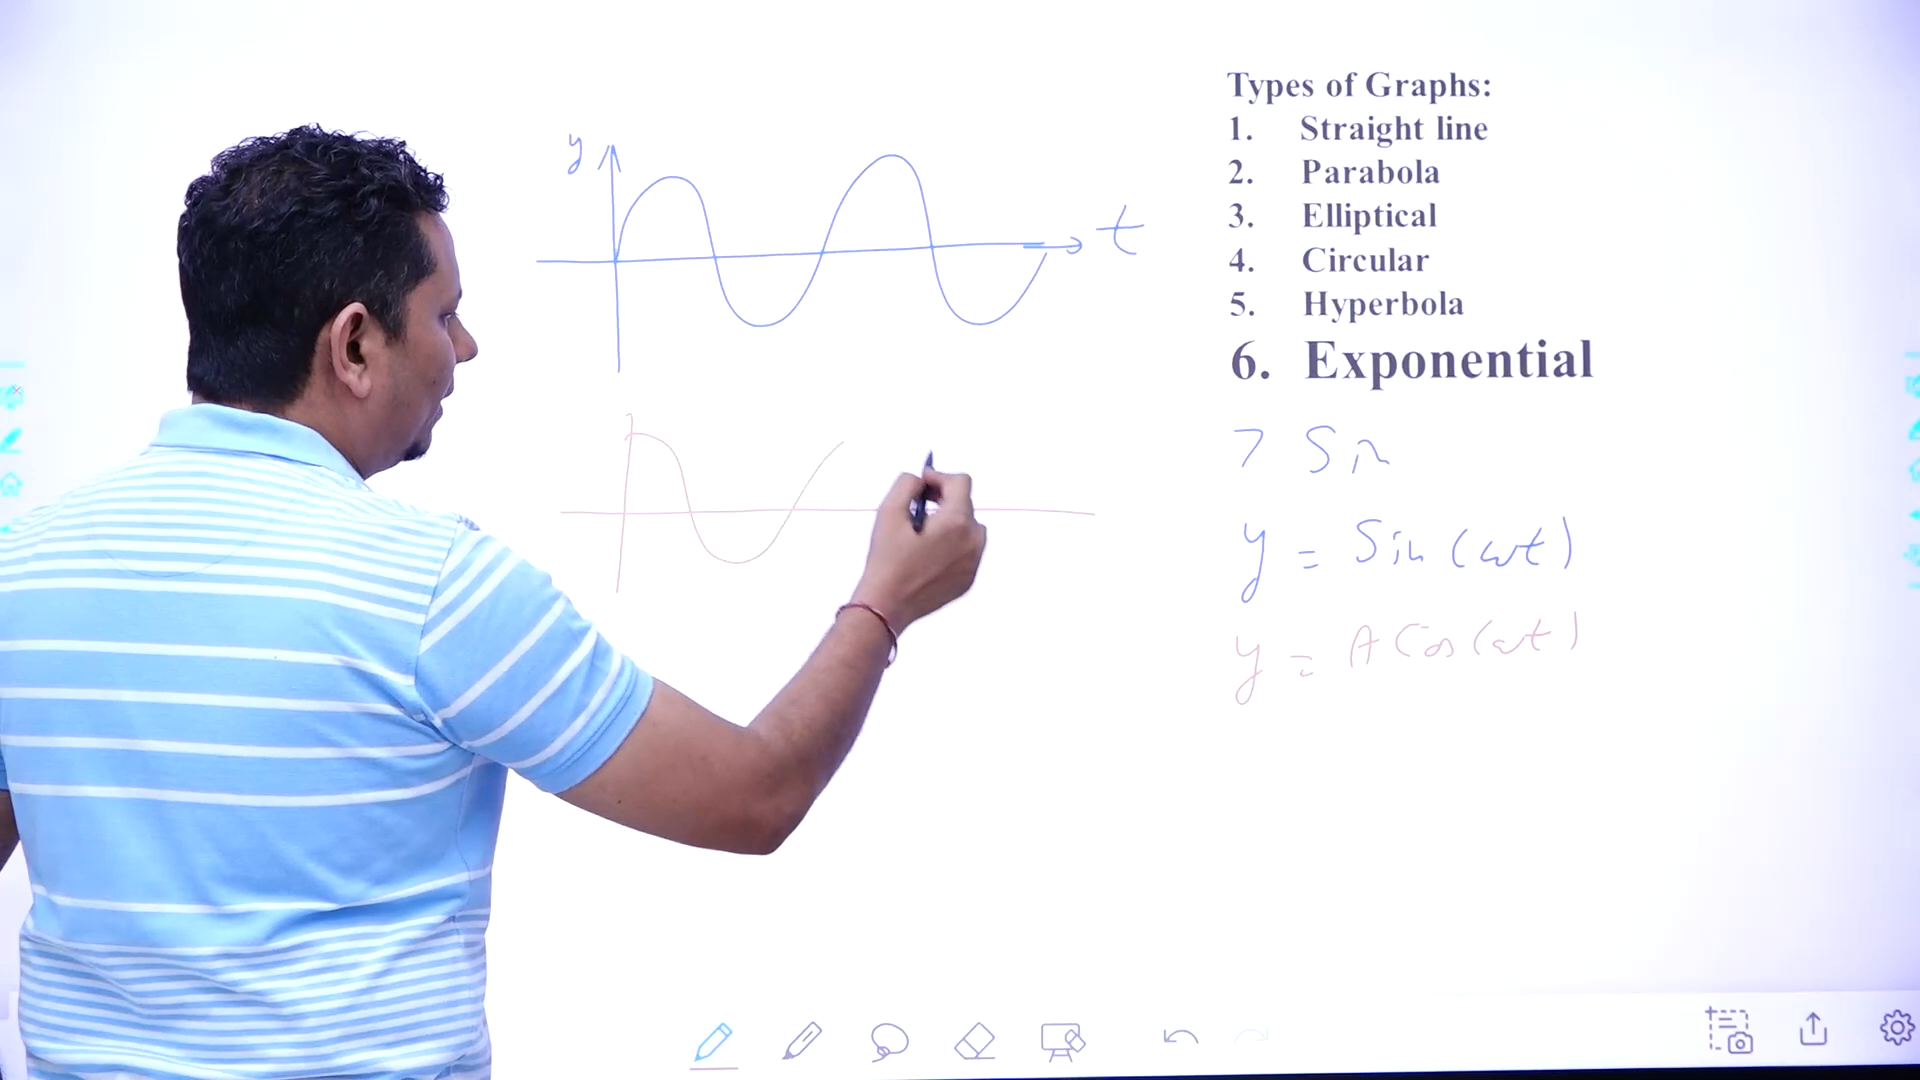 Types of Graphs:
1. Straight line
2. Parabola
3. Elliptical
4. Circular
5. Hyperbola
6. Exponential
7 Sin
y = Sin(ωt)
y = A Cos(ωt)
y
t